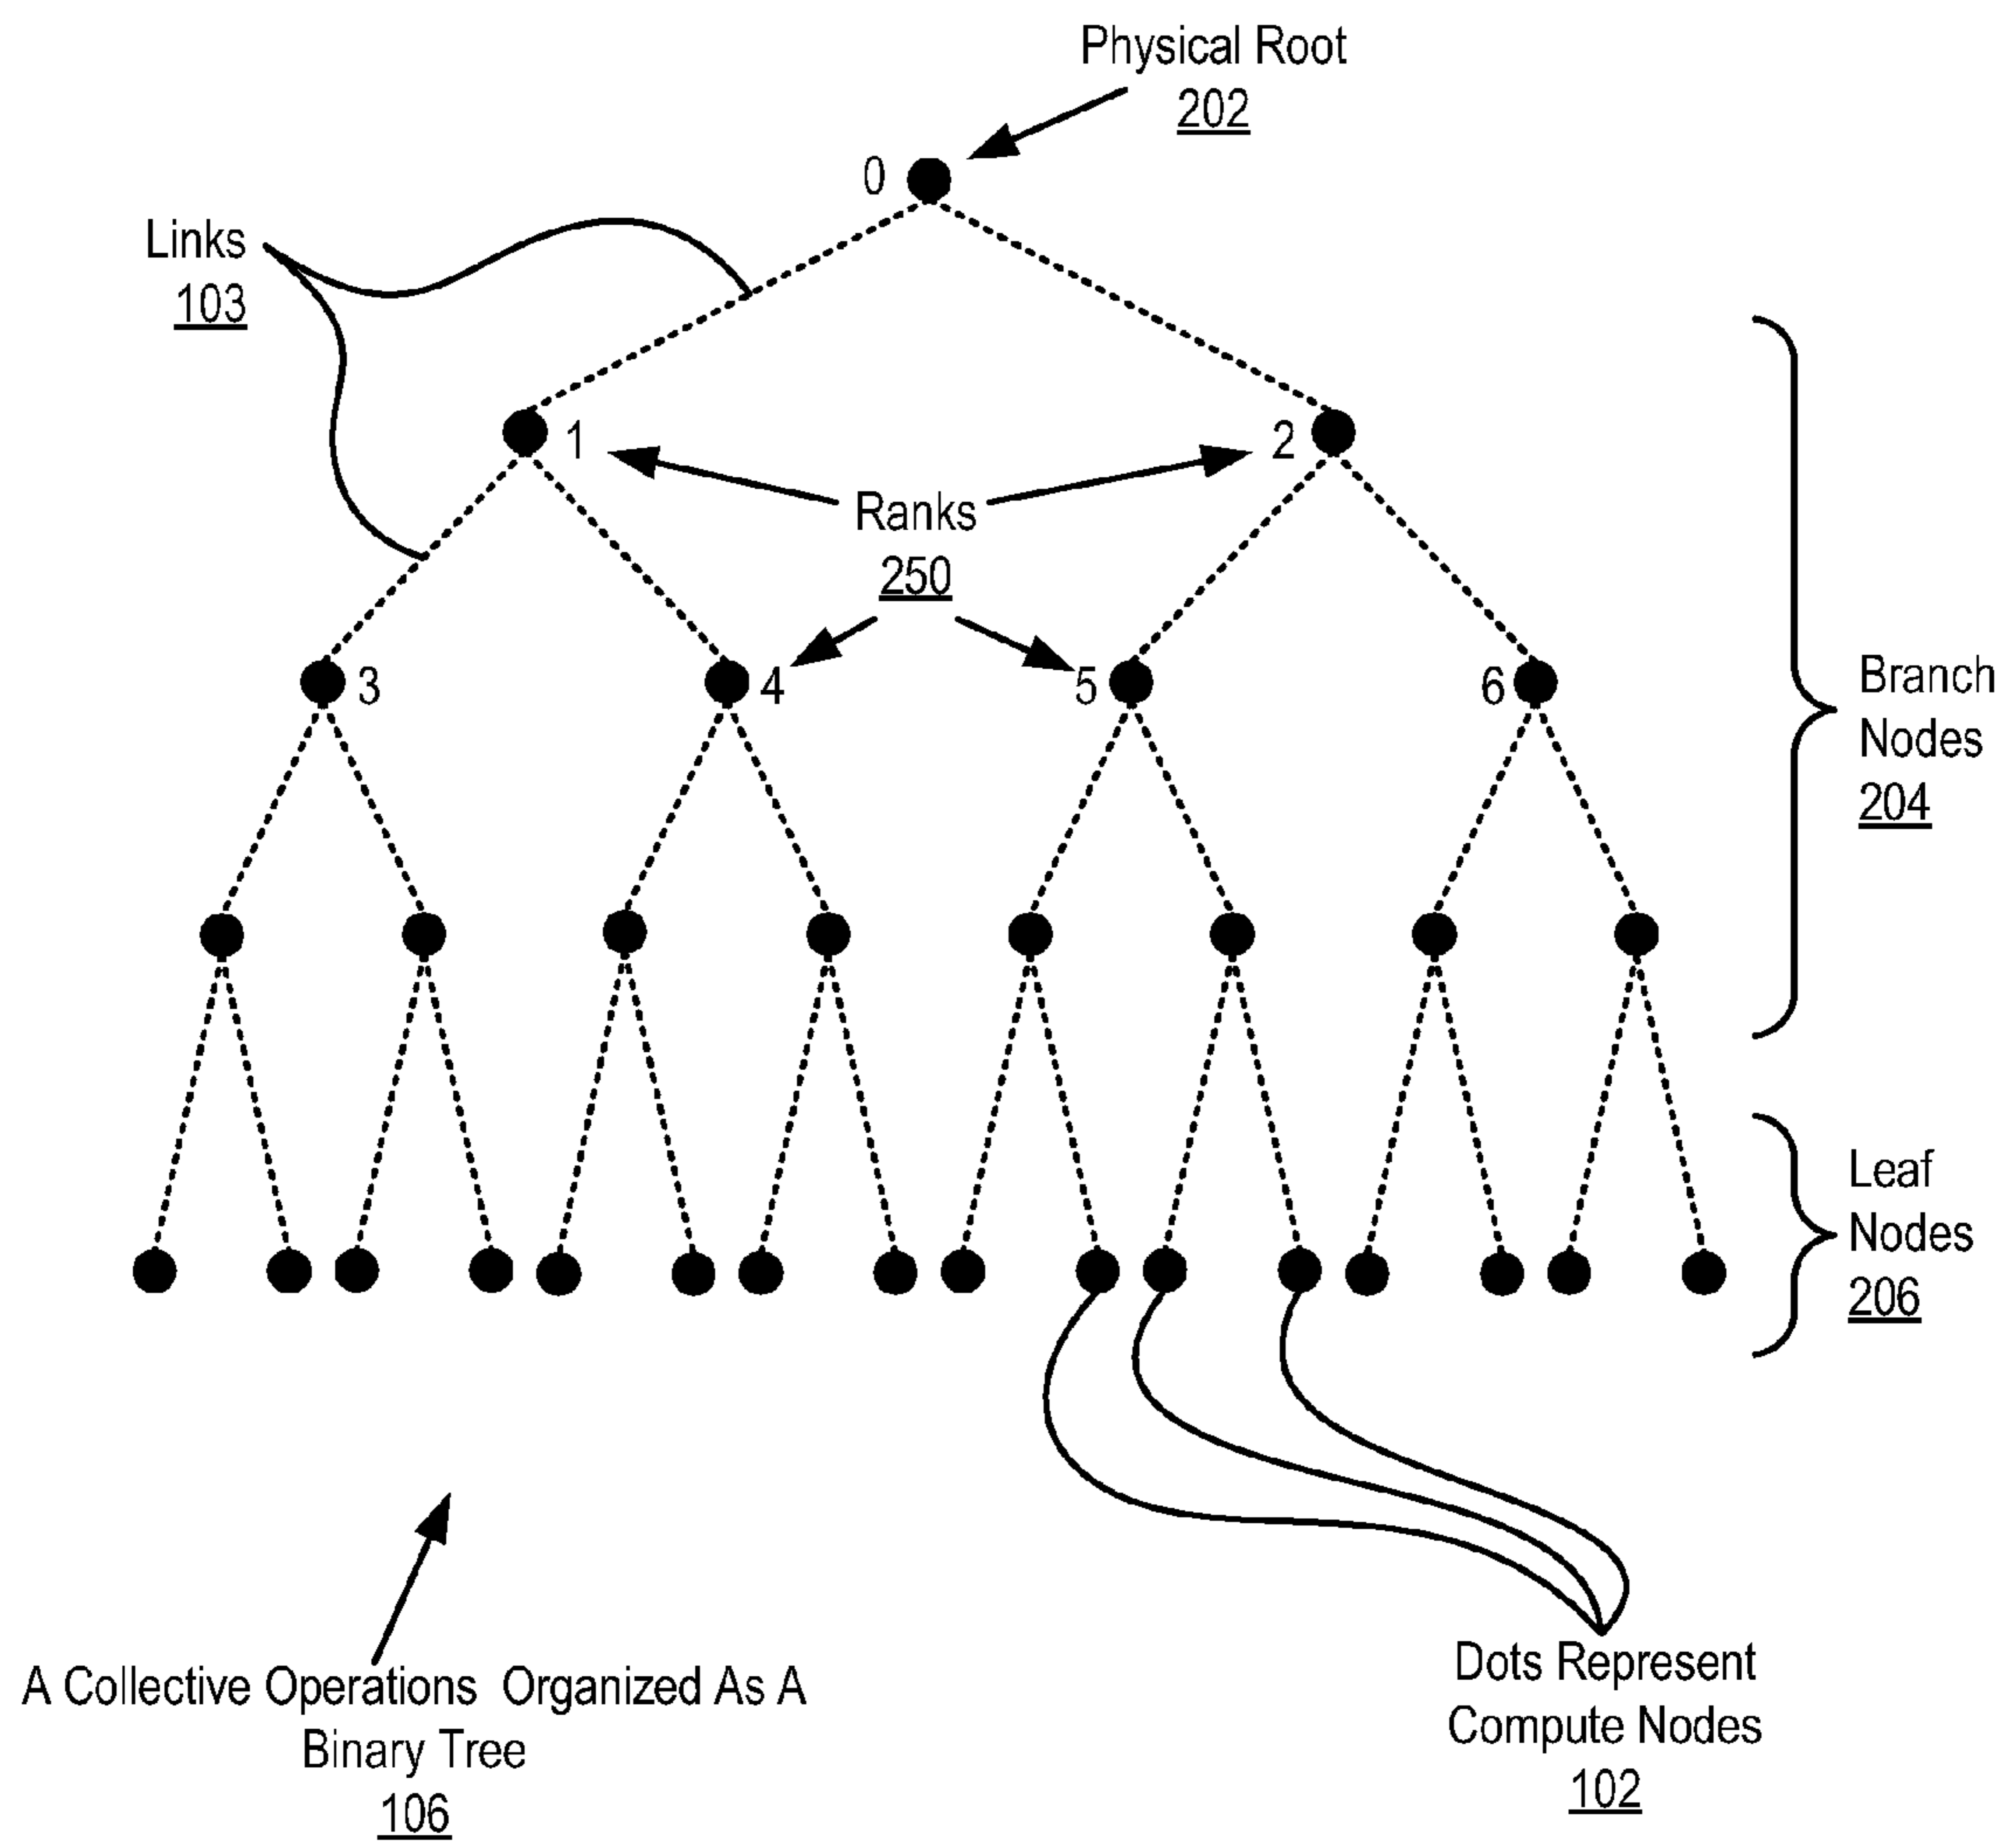 Physical Root
202
0
Links
103
1
2
Ranks
250
3
4
5
6
Branch
Nodes
204
Leaf
Nodes
206
A Collective Operations Organized As A
Binary Tree
106
Dots Represent
Compute Nodes
102